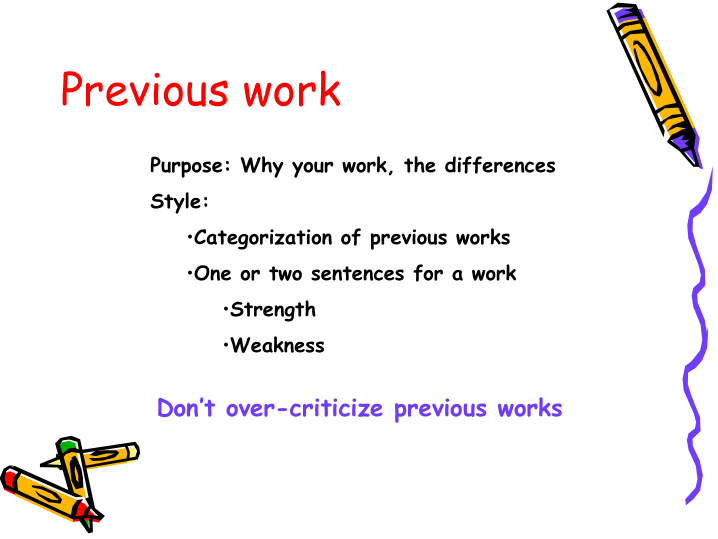 Previous work
Purpose: Why your work, the differences
Style:
•Categorization of previous works
•One or two sentences for a work
•Strength
•Weakness
Don’t over-criticize previous works